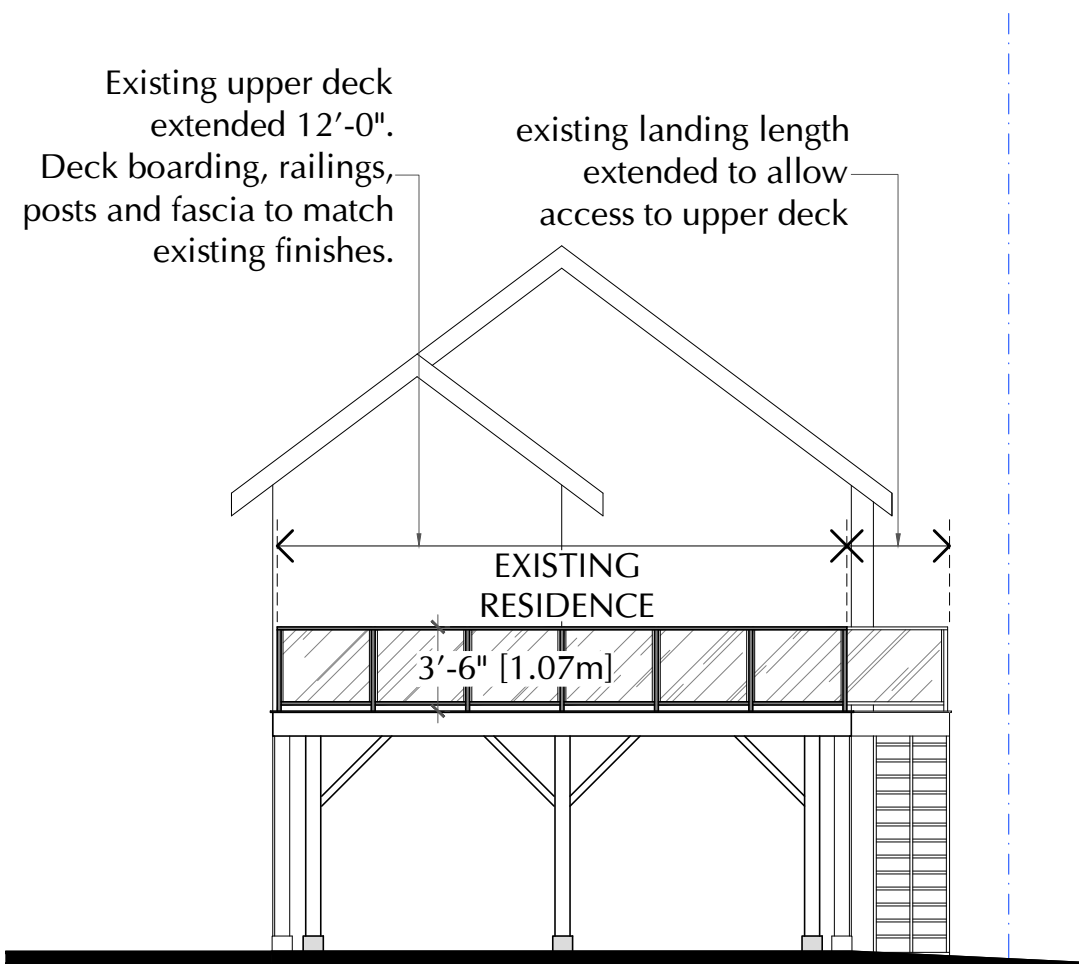 Existing upper deck
extended 12′-0".
Deck boarding, railings,
posts and fascia to match
existing finishes.
existing landing length
extended to allow
access to upper deck
EXISTING
RESIDENCE
3′-6" [1.07m]